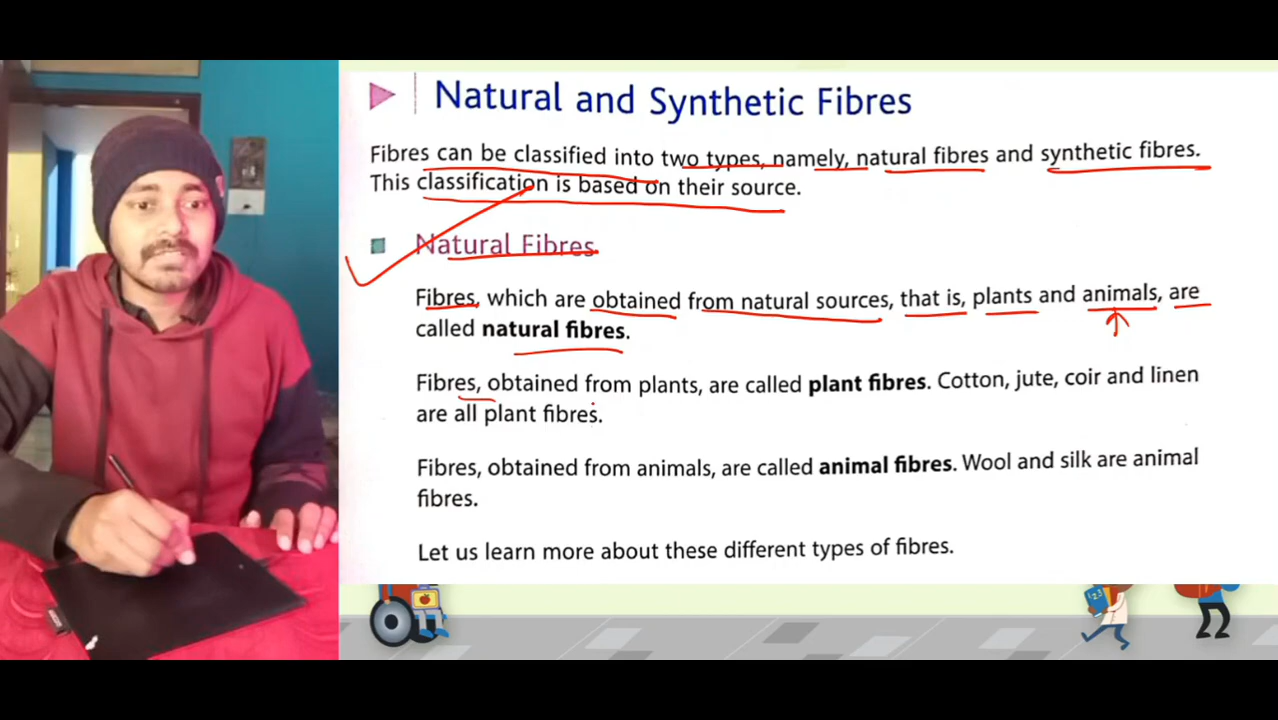 Natural and Synthetic Fibres
Fibres can be classified into two types, namely, natural fibres and synthetic fibres.
This classification is based on their source.
Natural Fibres
Fibres, which are obtained from natural sources, that is, plants and animals, are
called natural fibres.
Fibres, obtained from plants, are called plant fibres. Cotton, jute, coir and linen
are all plant fibres.
Fibres, obtained from animals, are called animal fibres. Wool and silk are animal
fibres.
Let us learn more about these different types of fibres.
123